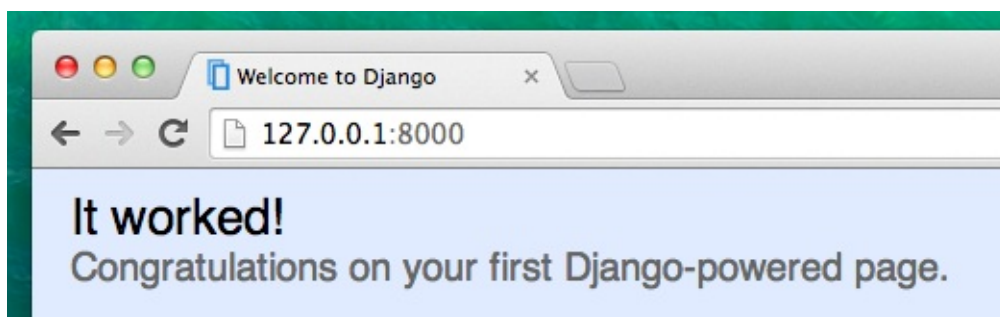 Welcome to Django
127.0.0.1:8000
It worked!
Congratulations on your first Django-powered page.